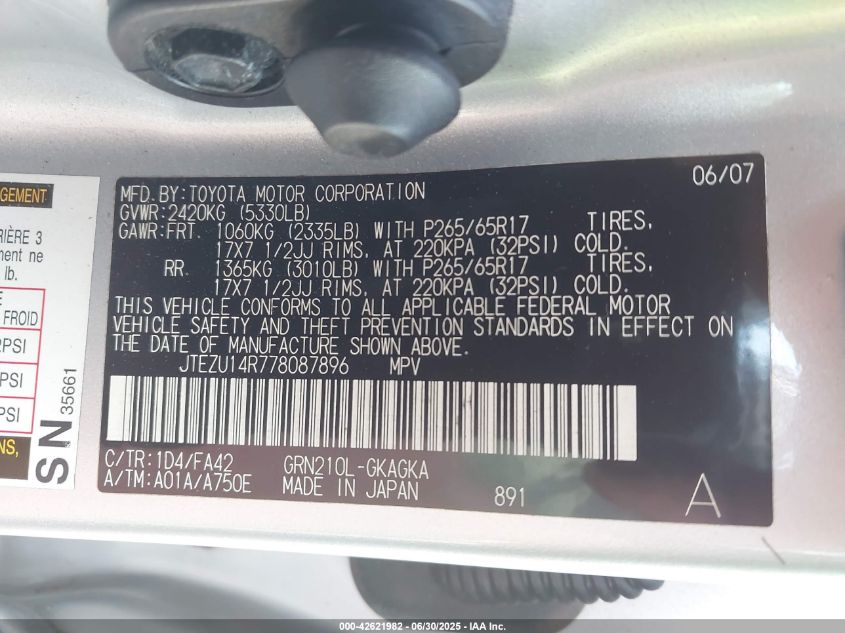 06/07
MFD.BY:TOYOTA MOTOR CORPORATION
GVWR:2420KG (5330LB)
GAWR:FRT. 1060KG (2335LB) WITH P265/65R17 TIRES,
17X7 1/2JJ RIMS, AT 220KPA (32PSI) COLD.
RR 1365KG (3010LB) WITH P265/65R17 TIRES,
17X7 1/2JJ RIMS, AT 220KPA (32PSI) COLD.
THIS VEHICLE CONFORMS TO ALL APPLICABLE FEDERAL MOTOR
VEHICLE SAFETY AND THEFT PREVENTION STANDARDS IN EFFECT ON
THE DATE OF MANUFACTURE SHOWN ABOVE.
JTEZU14R778087896 MPV
C/TR:1D4/FA42 GRN210L-GKAGKA
A/TM:A01A/A750E MADE IN JAPAN 891 A
3
ment ne
lb.
FROID
PSI
PSI
PSI
SN 35661
000-42621982 - 06/30/2025 - IAA Inc.